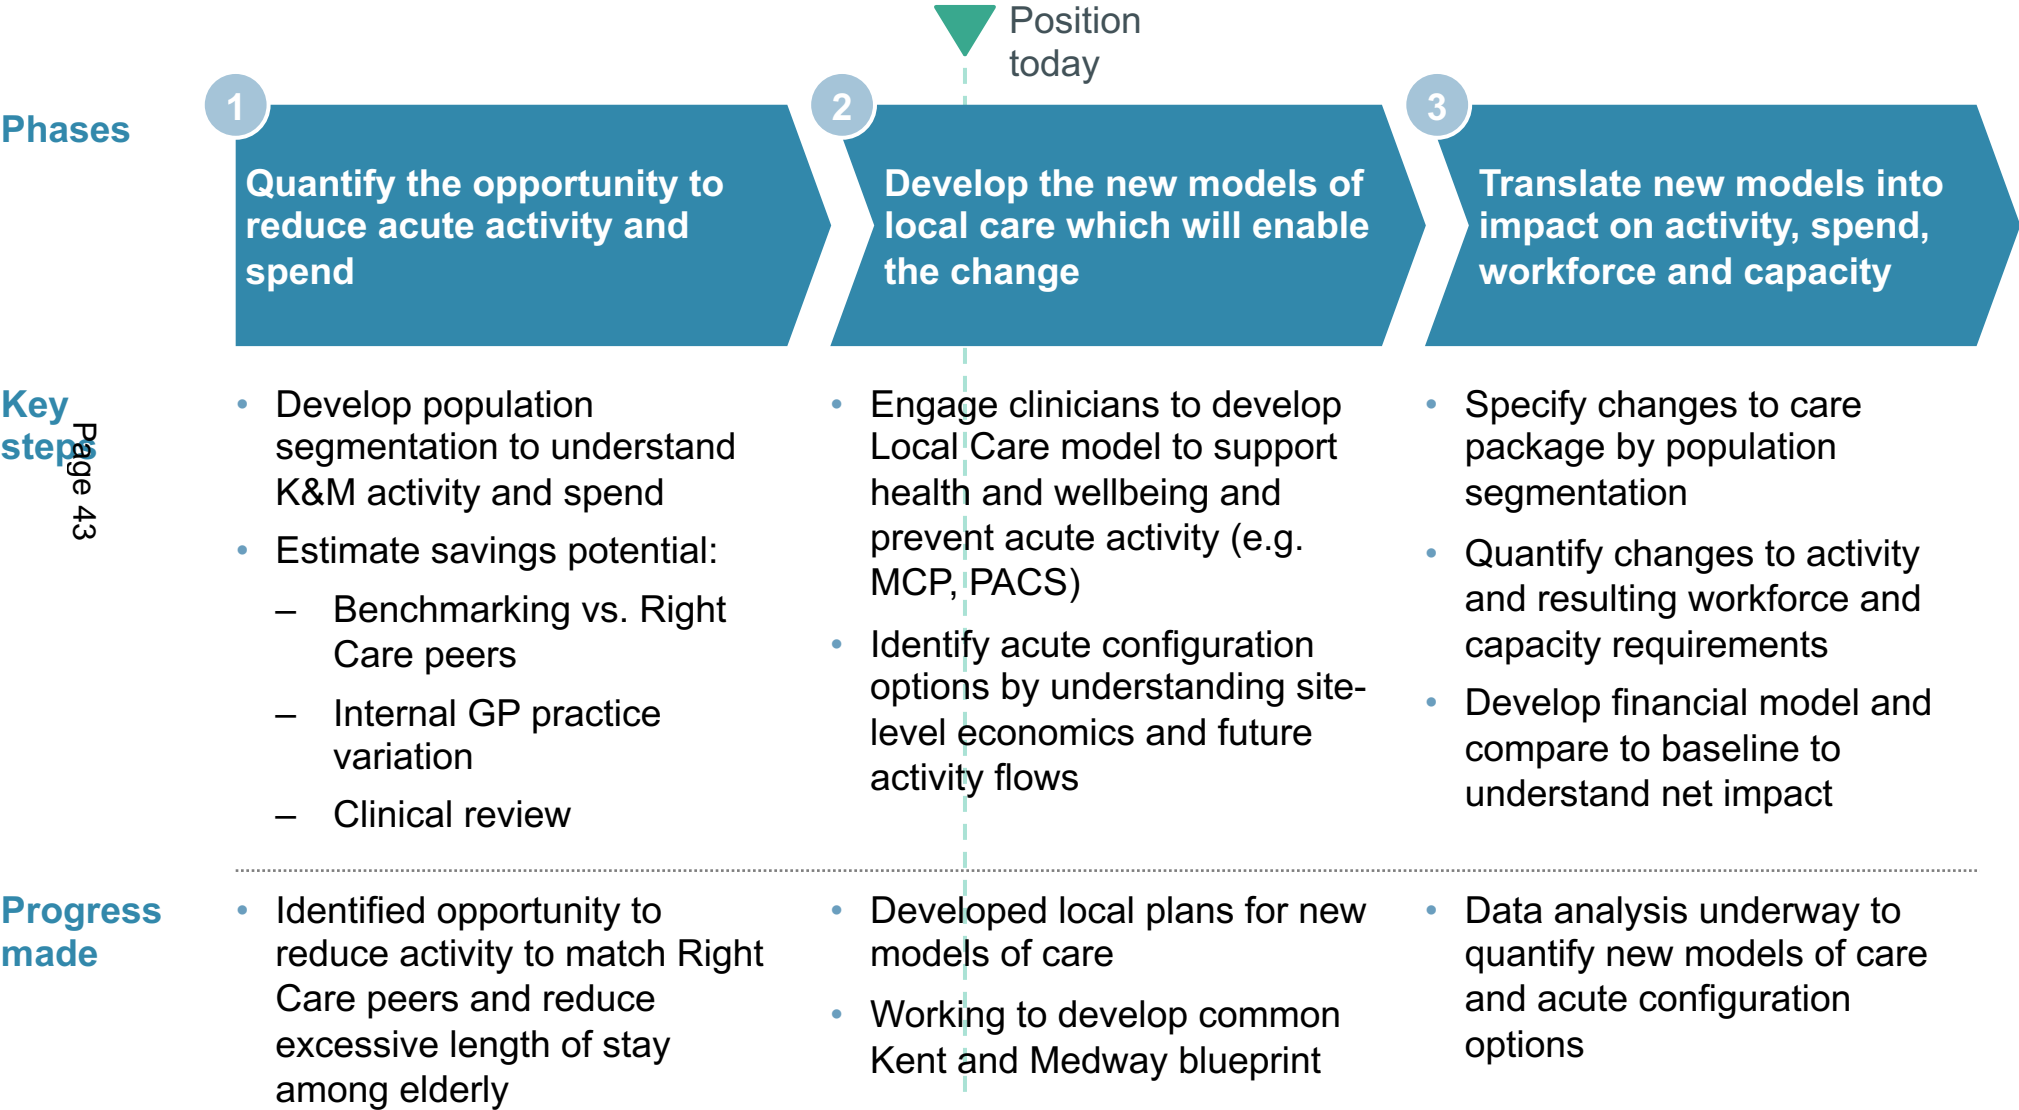 Position
today
Phases
1
Quantify the opportunity to
reduce acute activity and
spend
2
Develop the new models of
local care which will enable
the change
3
Translate new models into
impact on activity, spend,
workforce and capacity
Key
steps
Page 43
• Develop population
segmentation to understand
K&M activity and spend
• Estimate savings potential:
– Benchmarking vs. Right
Care peers
– Internal GP practice
variation
– Clinical review
• Engage clinicians to develop
Local Care model to support
health and wellbeing and
prevent acute activity (e.g.
MCP, PACS)
• Identify acute configuration
options by understanding site-
level economics and future
activity flows
• Specify changes to care
package by population
segmentation
• Quantify changes to activity
and resulting workforce and
capacity requirements
• Develop financial model and
compare to baseline to
understand net impact
Progress
made
• Identified opportunity to
reduce activity to match Right
Care peers and reduce
excessive length of stay
among elderly
• Developed local plans for new
models of care
• Working to develop common
Kent and Medway blueprint
• Data analysis underway to
quantify new models of care
and acute configuration
options